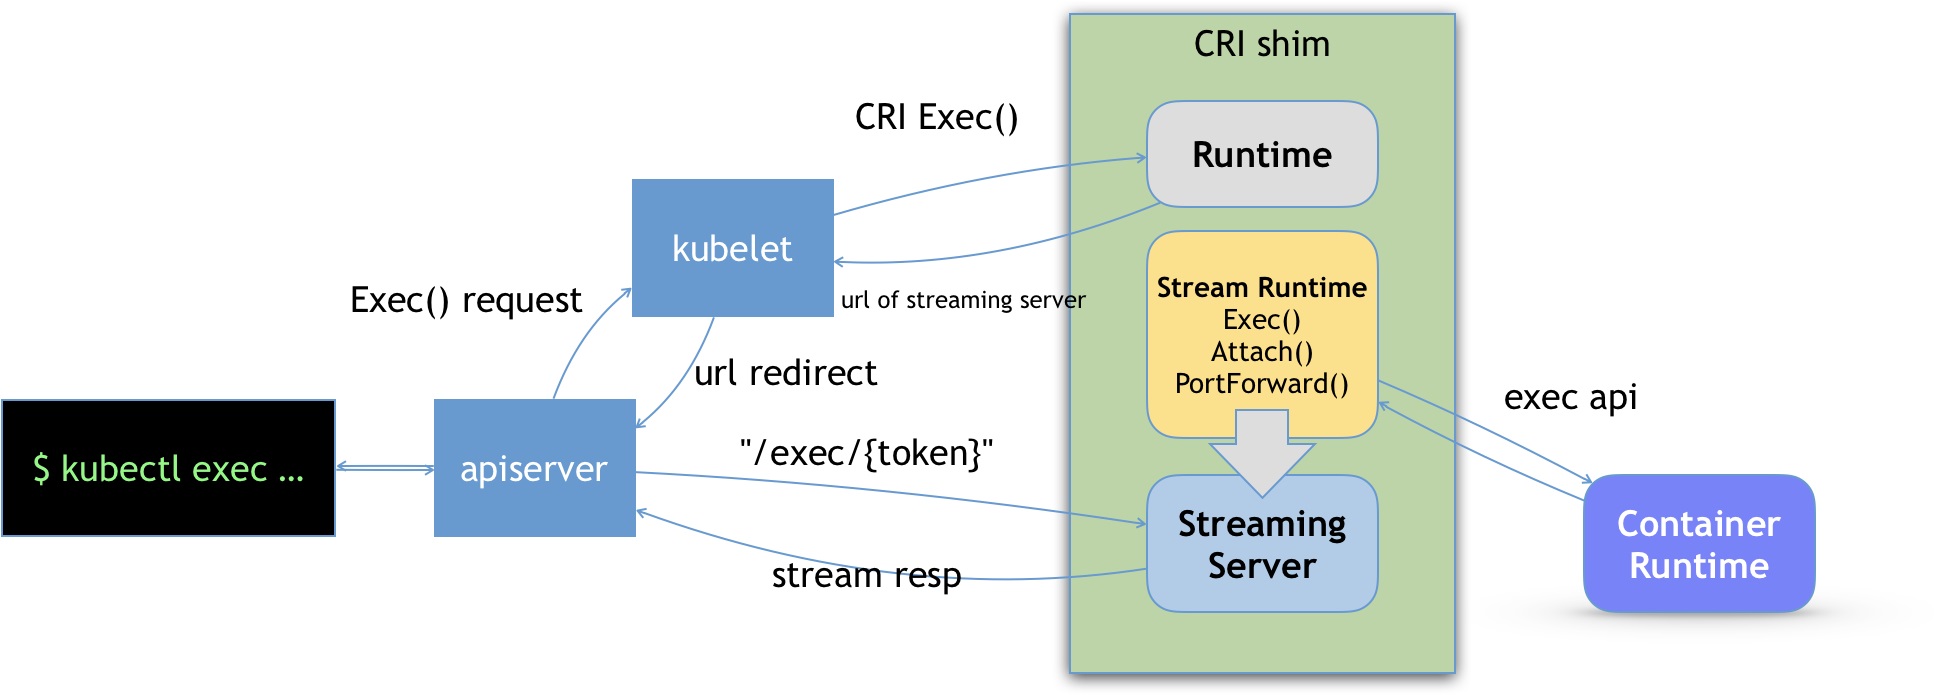 CRI shim
CRI Exec()
Runtime
kubelet
Exec() request
url of streaming server
Stream Runtime
Exec()
Attach()
PortForward()
url redirect
exec api
$ kubectl exec ...
apiserver
"/exec/{token}"
Streaming
Server
stream resp
Container
Runtime